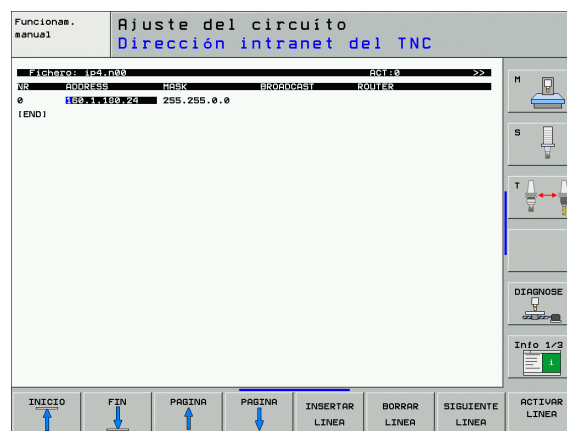 Funcionam.
manual
Ajuste del circuíto
Dirección intranet del TNC
Fichero: ip4.n00 ACT:0 >>
NR ADDRESS MASK BROADCAST ROUTER
0 160.1.180.24 255.255.0.0
[END]
M
S
T
DIAGNOSE
Info 1/3
i
INICIO
FIN
PAGINA
PAGINA
INSERTAR
LINEA
BORRAR
LINEA
SIGUIENTE
LINEA
ACTIVAR
LINEA